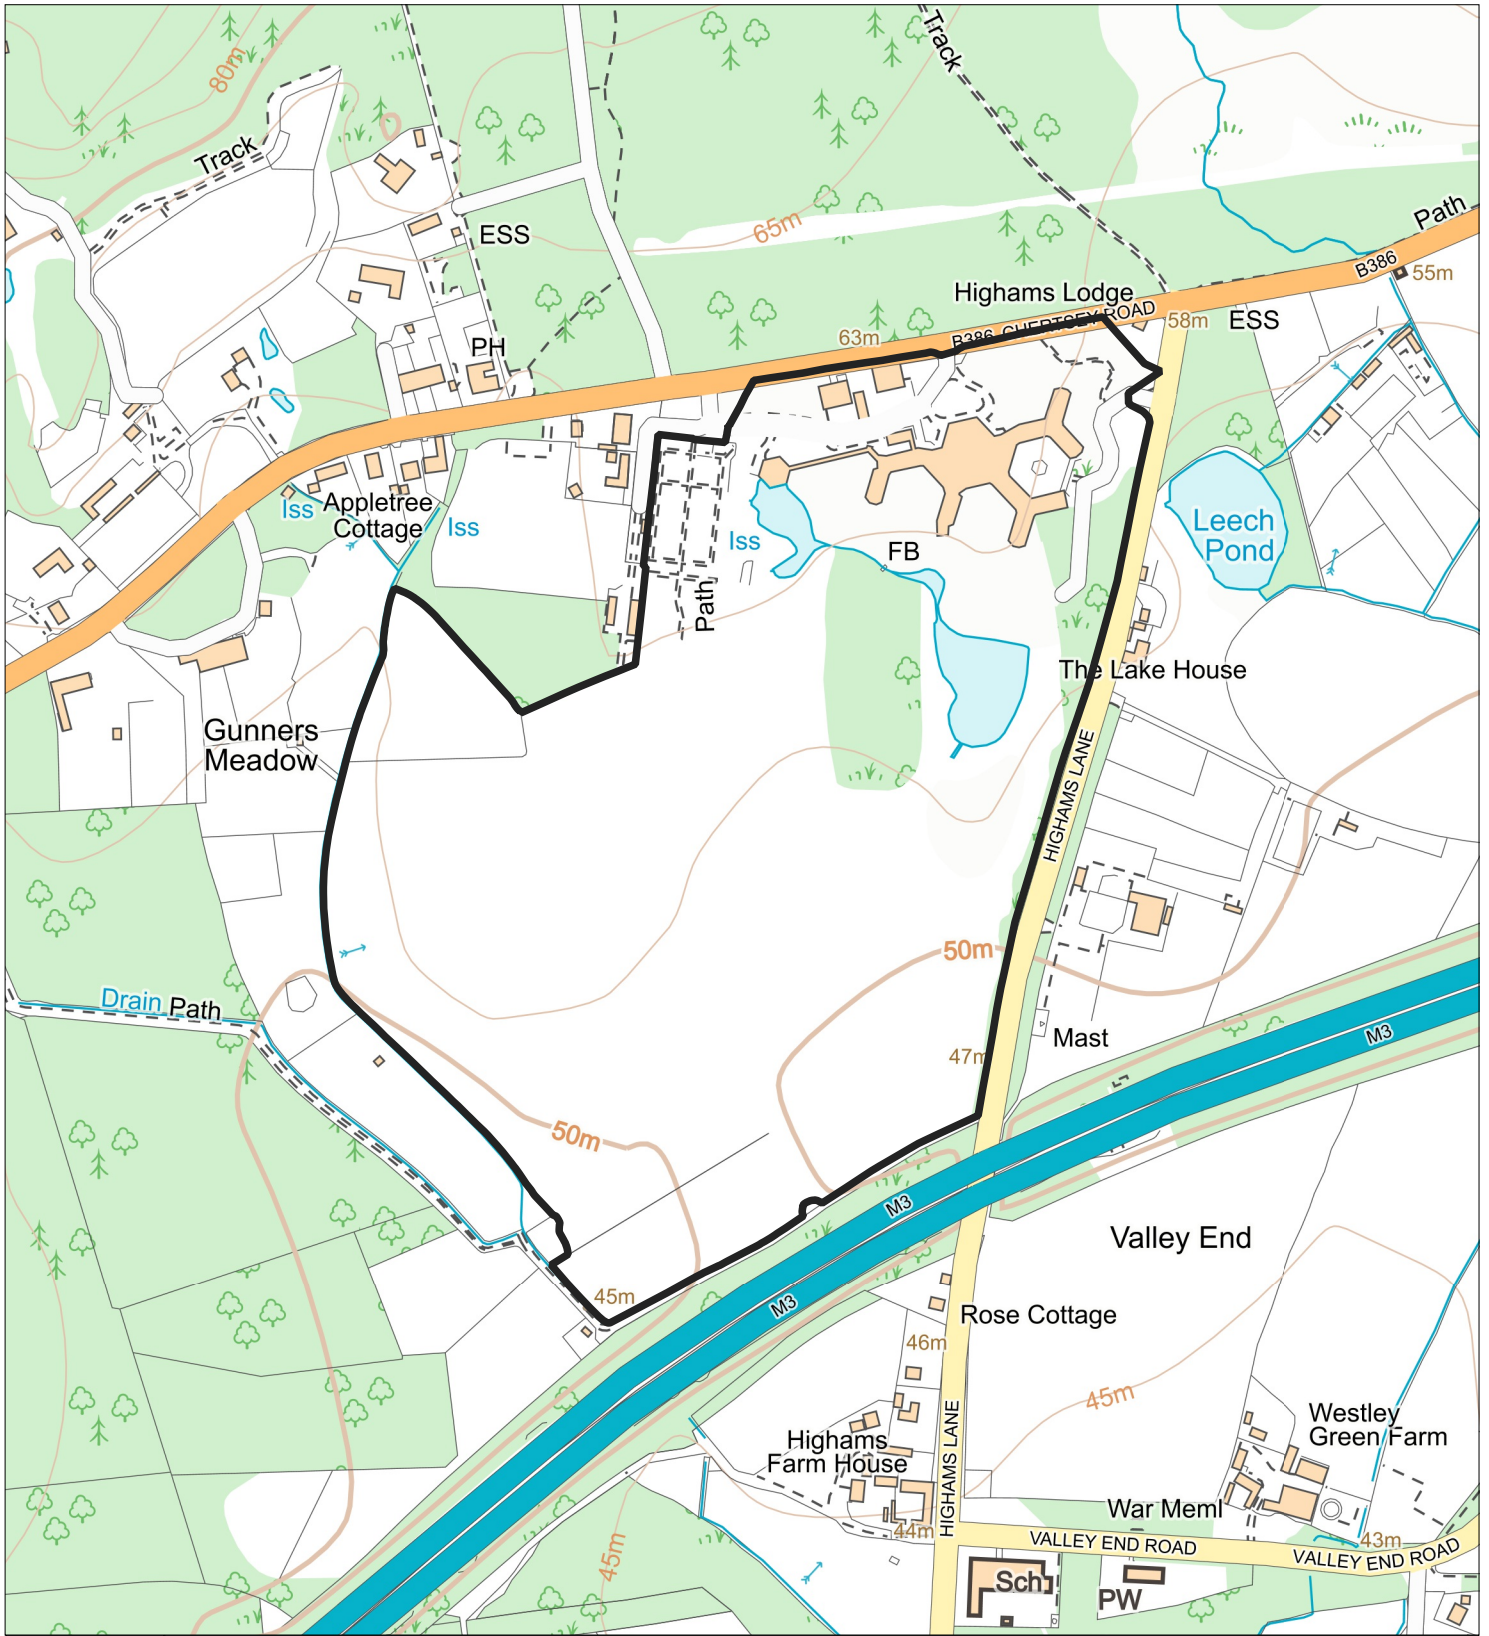 Track
80m
Track
Path
65m
ESS
B386
55m
Highams Lodge
B386 CHERTSEY ROAD
58m
ESS
63m
PH
Appletree
Cottage
Iss
Iss
Iss
FB
Leech
Pond
Path
The Lake House
Gunners
Meadow
HIGHAMS LANE
50m
Drain Path
47m
Mast
M3
50m
M3
Valley End
45m
M3
Rose Cottage
46m
45m
Westley
Green Farm
Highams
Farm House
HIGHAMS LANE
War Meml
44m
VALLEY END ROAD
43m
VALLEY END ROAD
45m
Sch
PW